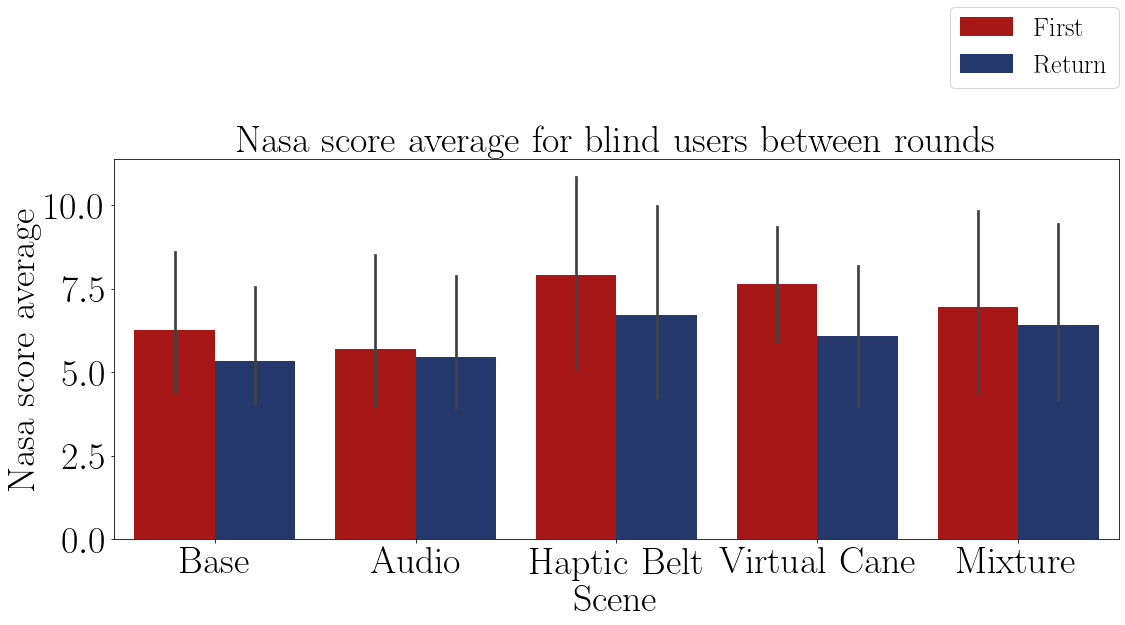 First
Return
Nasa score average for blind users between rounds
Nasa score average
10.0
7.5
5.0
2.5
0.0
Base Audio Haptic Belt Virtual Cane Mixture
Scene